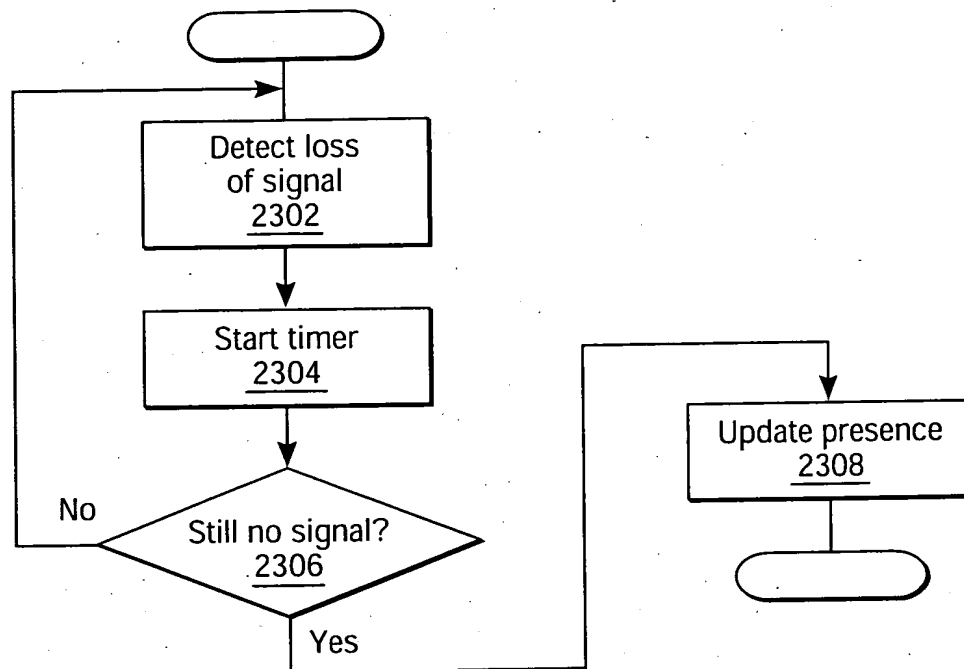 Detect loss
of signal
2302
Start timer
2304
No
Still no signal?
2306
Yes
Update presence
2308